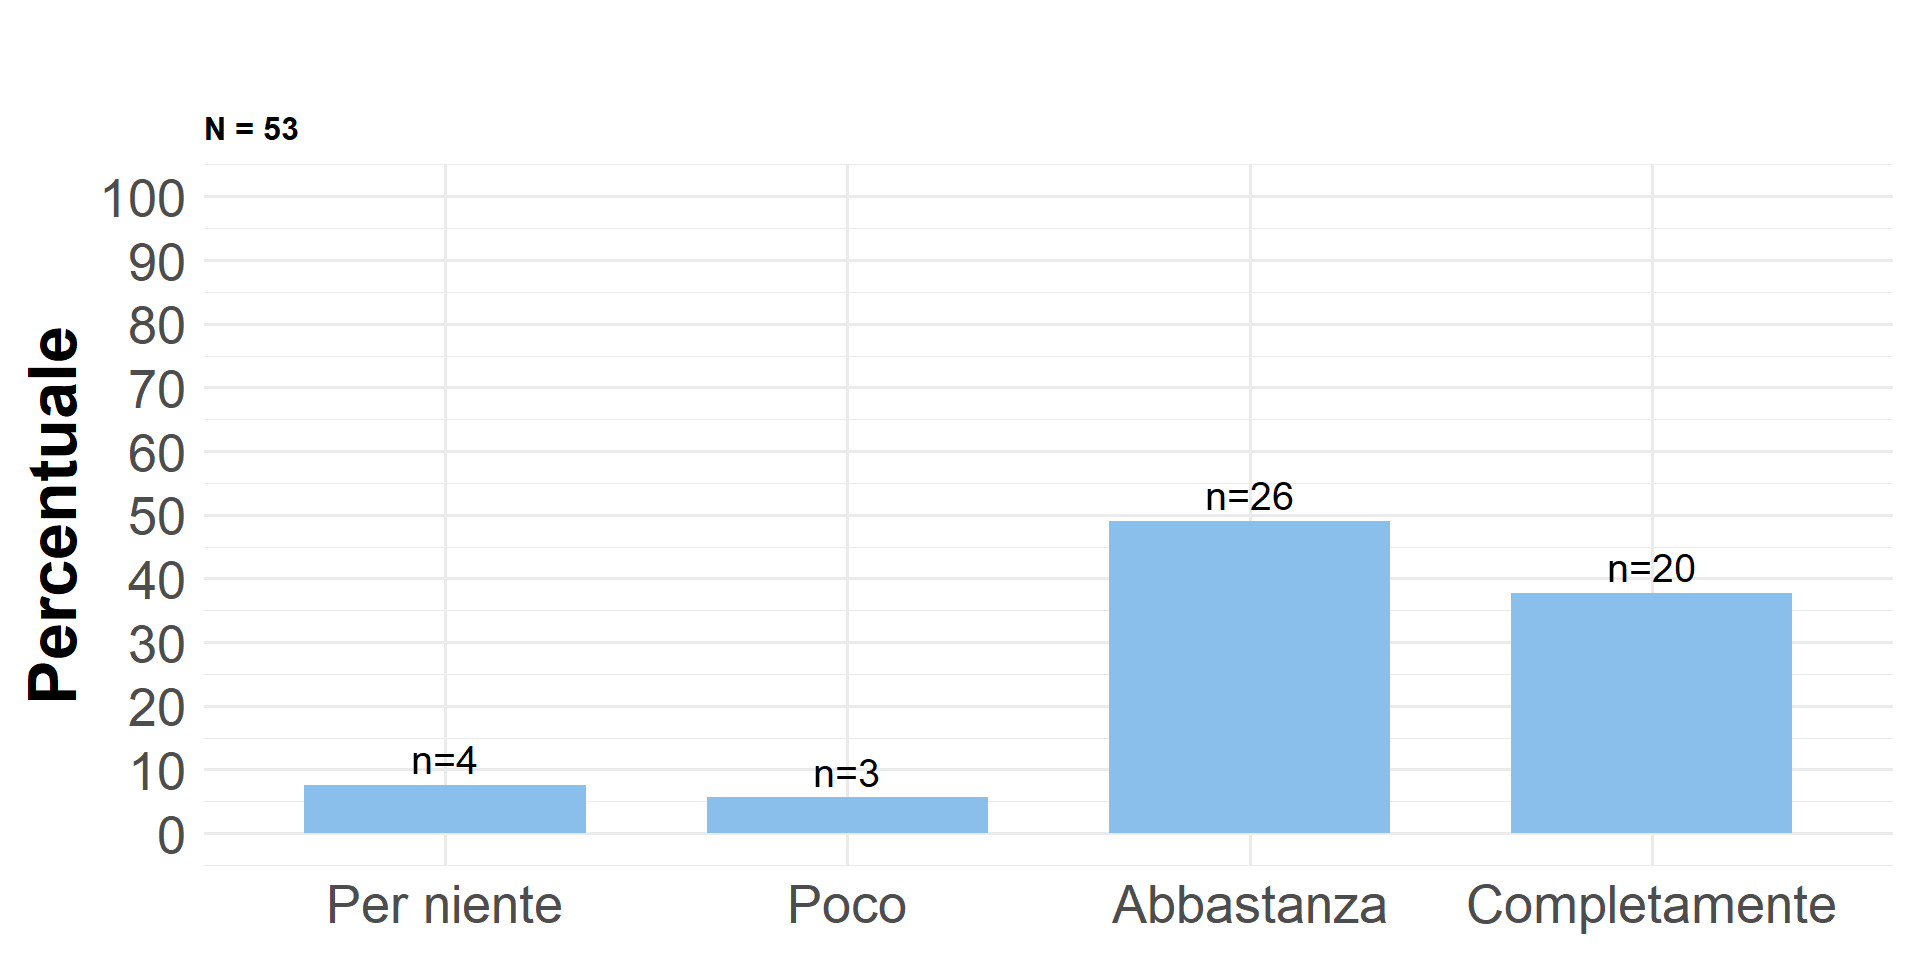 N = 53
Percentuale
100
90
80
70
60
50
40
30
20
10
0
n=4
n=3
n=26
n=20
Per niente
Poco
Abbastanza
Completamente